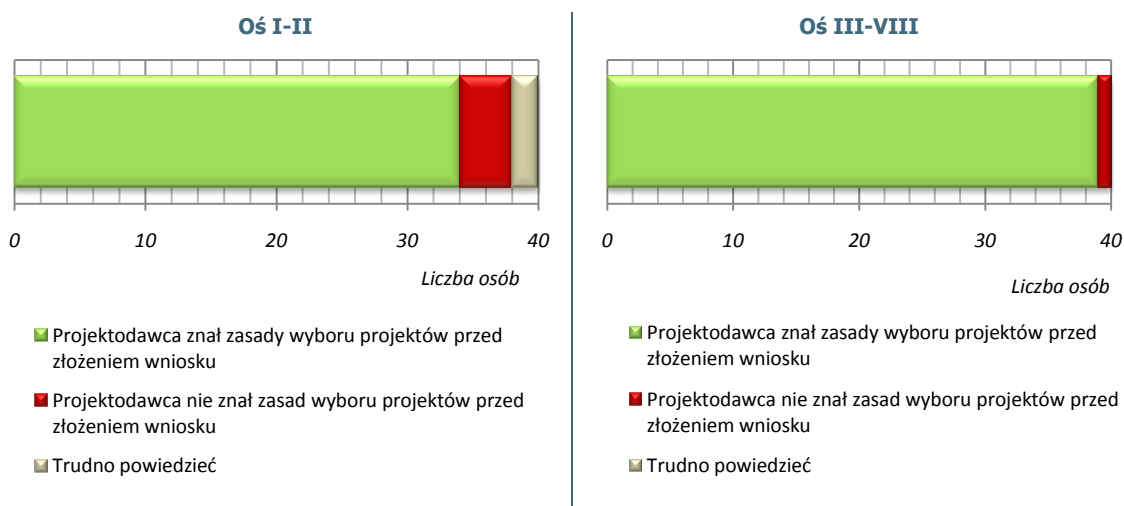 Oś I-II
0 10 20 30 40
Liczba osób
Projektodawca znał zasady wyboru projektów przed
złożeniem wniosku
Projektodawca nie znał zasad wyboru projektów przed
złożeniem wniosku
Trudno powiedzieć
Oś III-VIII
0 10 20 30 40
Liczba osób
Projektodawca znał zasady wyboru projektów przed
złożeniem wniosku
Projektodawca nie znał zasad wyboru projektów przed
złożeniem wniosku
Trudno powiedzieć